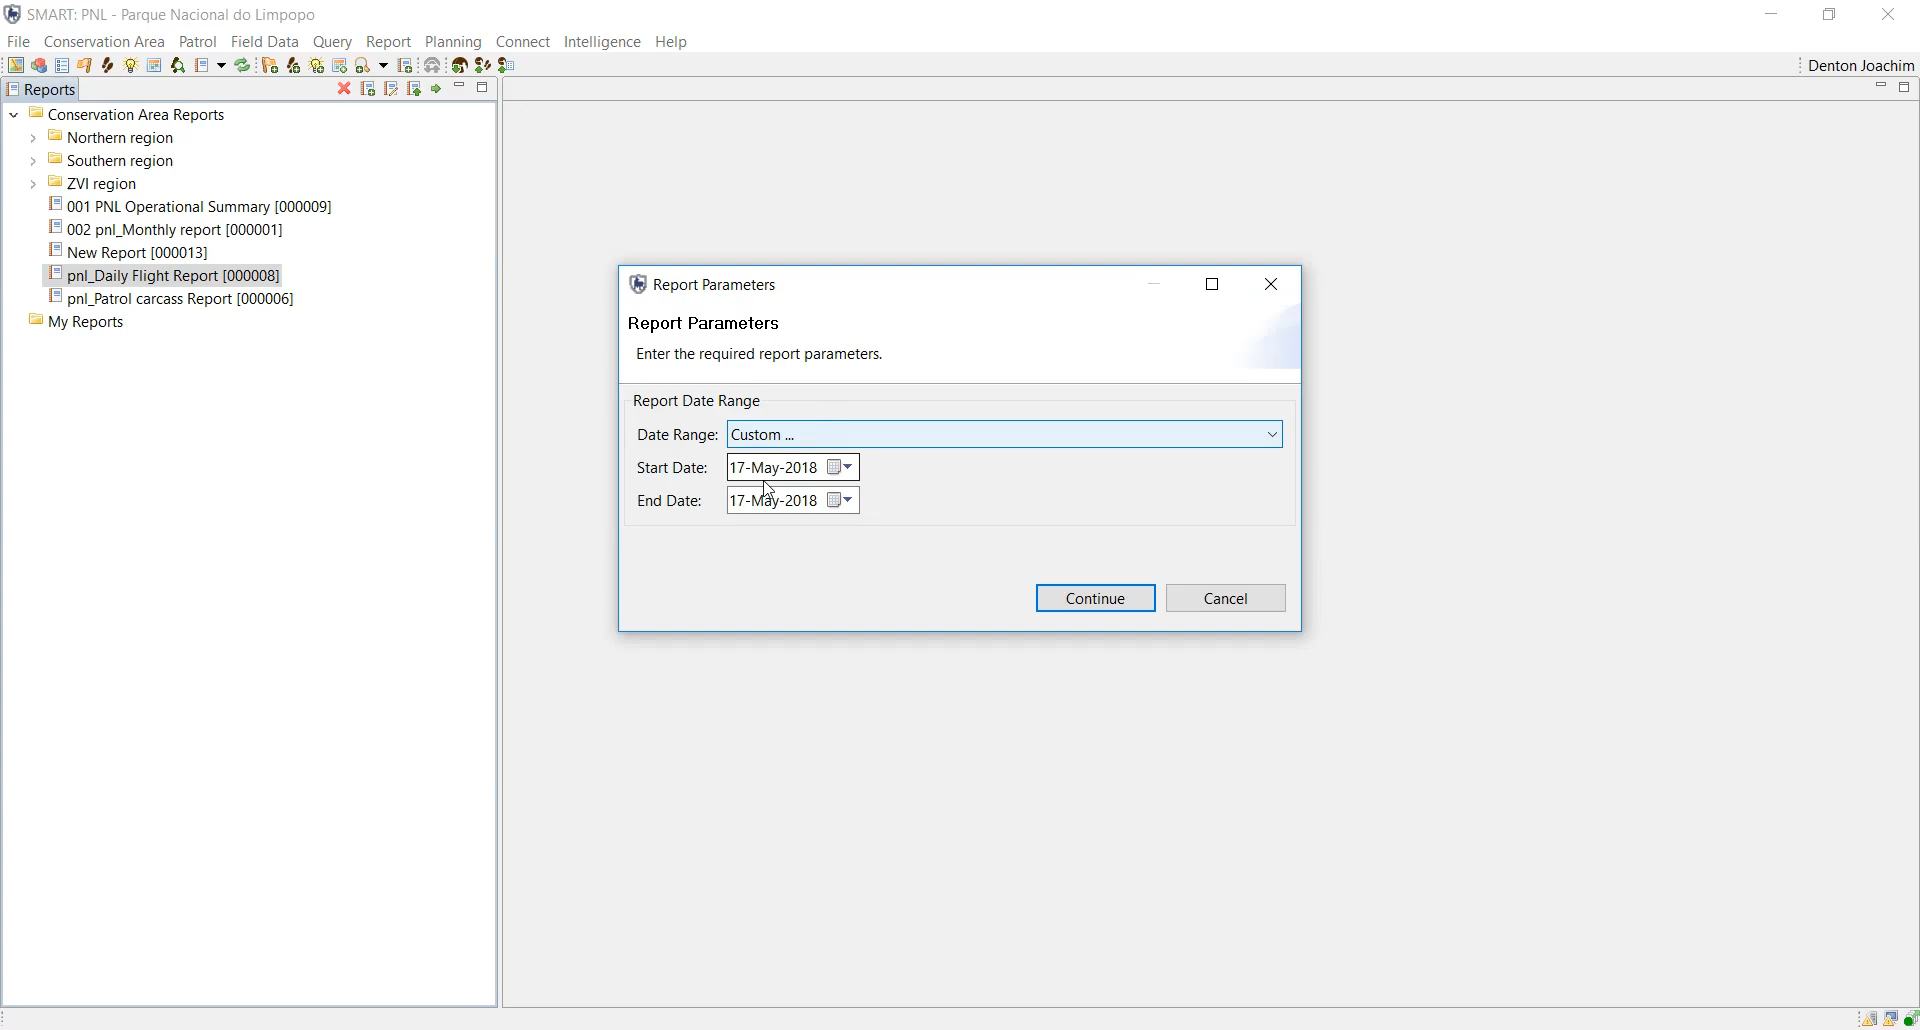 SMART: PNL - Parque Nacional do Limpopo
File Conservation Area Patrol Field Data Query Report Planning Connect Intelligence Help
Denton Joachim
Reports
Conservation Area Reports
Northern region
Southern region
ZVI region
001 PNL Operational Summary [000009]
002 pnl_Monthly report [000001]
New Report [000013]
pnl_Daily Flight Report [000008]
pnl_Patrol carcass Report [000006]
My Reports
Report Parameters
Report Parameters
Enter the required report parameters.
Report Date Range
Date Range: Custom ...
Start Date: 17-May-2018
End Date: 17-May-2018
Continue Cancel